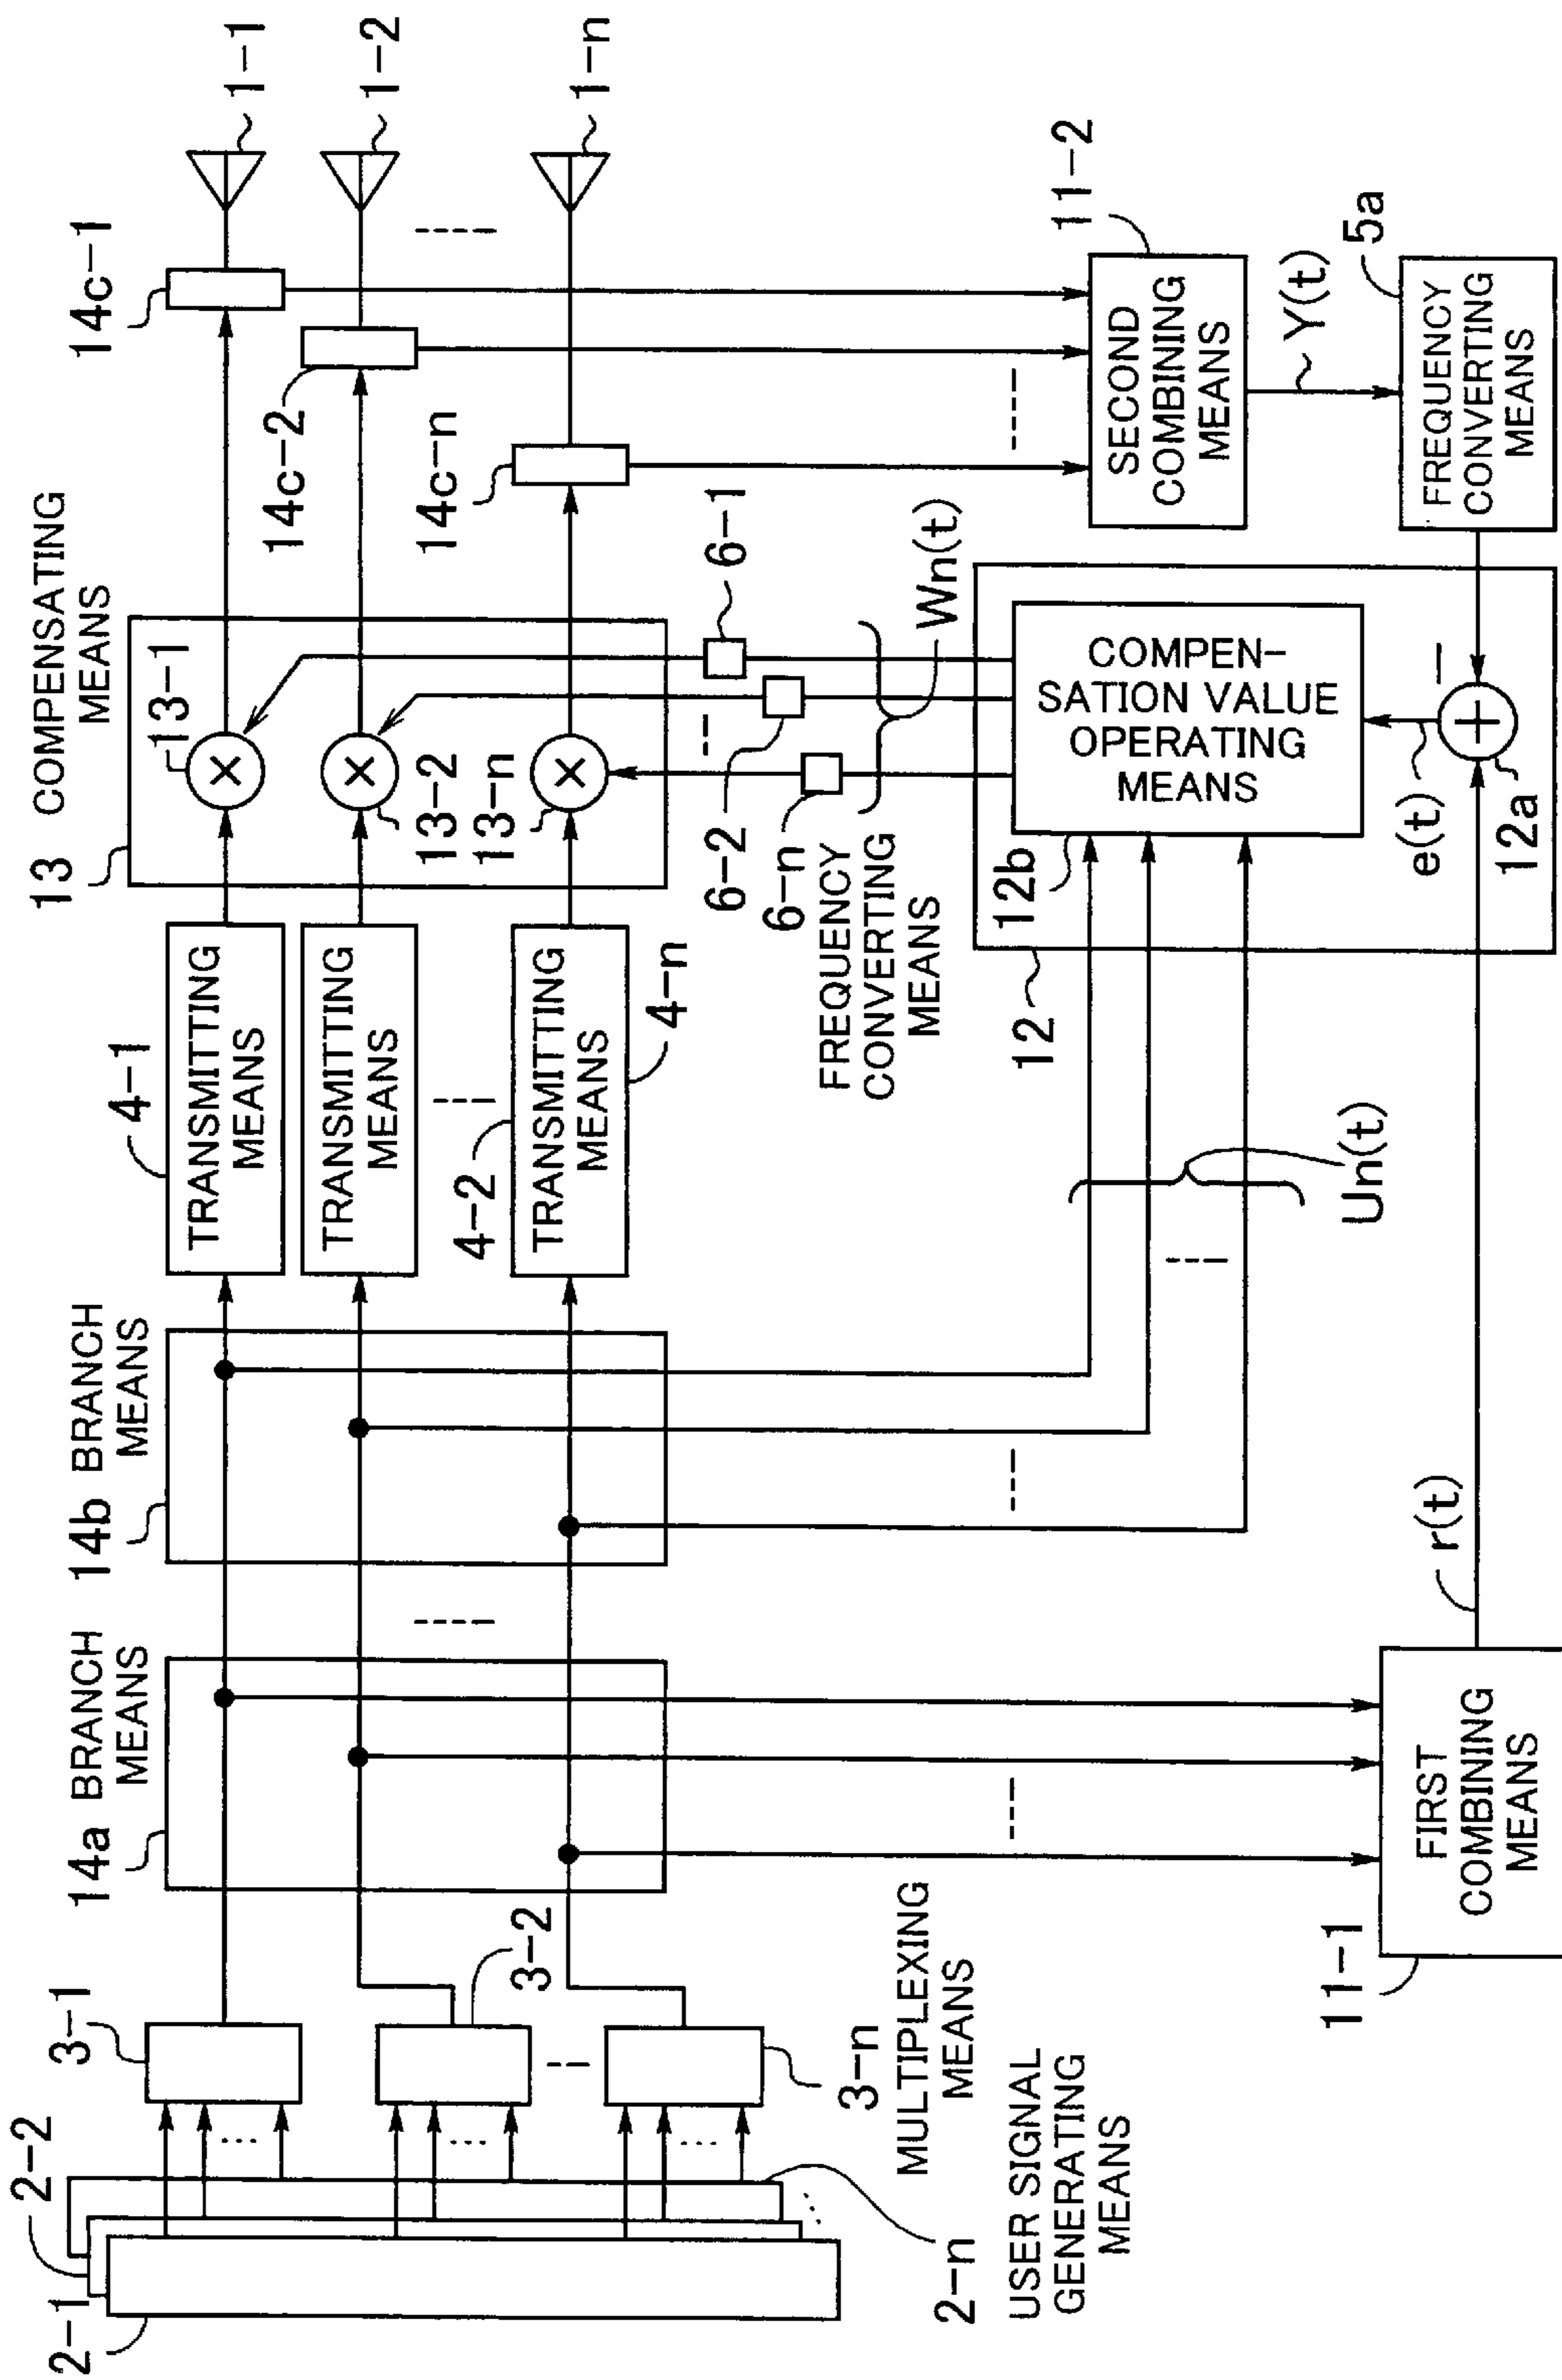 2-1
2-2
2-n
USER SIGNAL
GENERATING
MEANS
3-1
3-2
3-n
MULTIPLEXING
MEANS
14a BRANCH
MEANS
14b BRANCH
MEANS
4-1
TRANSMITTING
MEANS
TRANSMITTING
MEANS
4-2
TRANSMITTING
MEANS
4-n
13
COMPENSATING
MEANS
13-1
×
×
13-2
13-n
×
14c-1
14c-2
14c-n
1-1
1-2
1-n
6-1
6-2
6-n
FREQUENCY
CONVERTING
MEANS
Wn(t)
Un(t)
12
12b
COMPEN-
SATION VALUE
OPERATING
MEANS
e(t)
+
−
12a
11-2
SECOND
COMBINING
MEANS
Y(t)
5a
FREQUENCY
CONVERTING
MEANS
r(t)
11-1
FIRST
COMBINING
MEANS